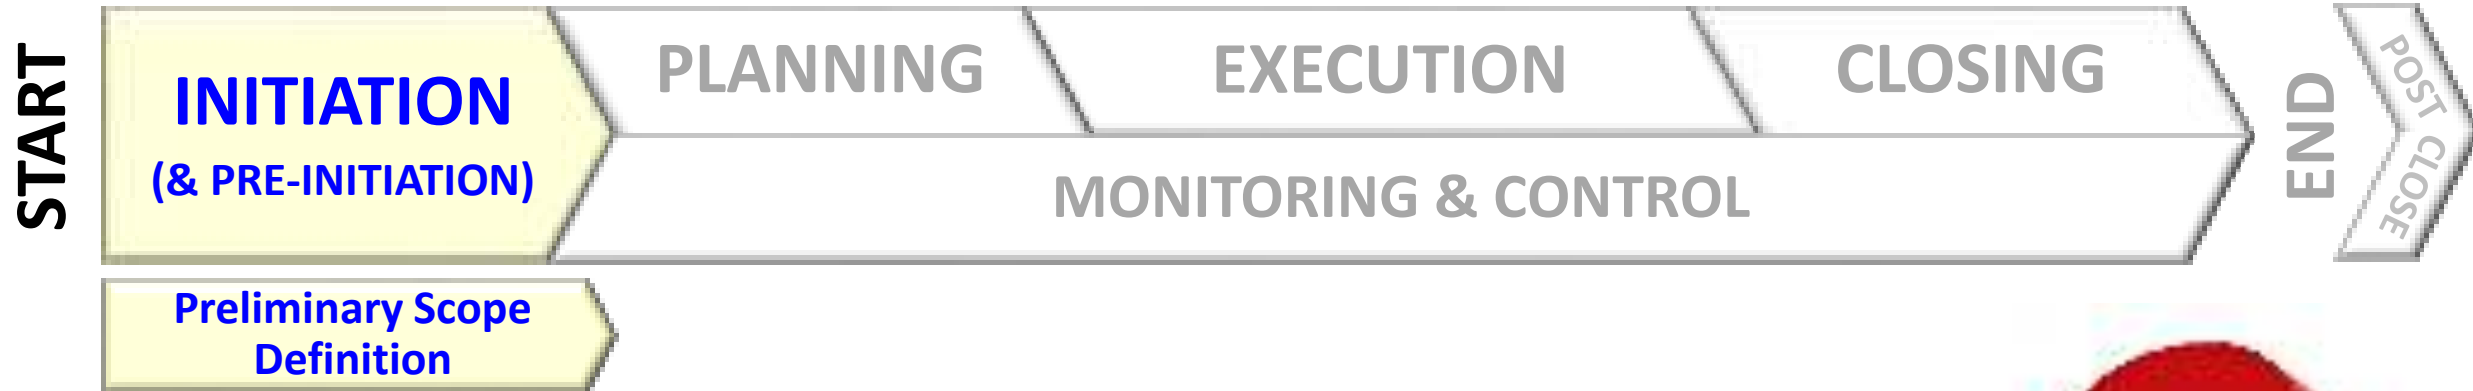 START
INITIATION
(& PRE-INITIATION)
PLANNING
EXECUTION
CLOSING
MONITORING & CONTROL
END
POST CLOSE
Preliminary Scope
Definition